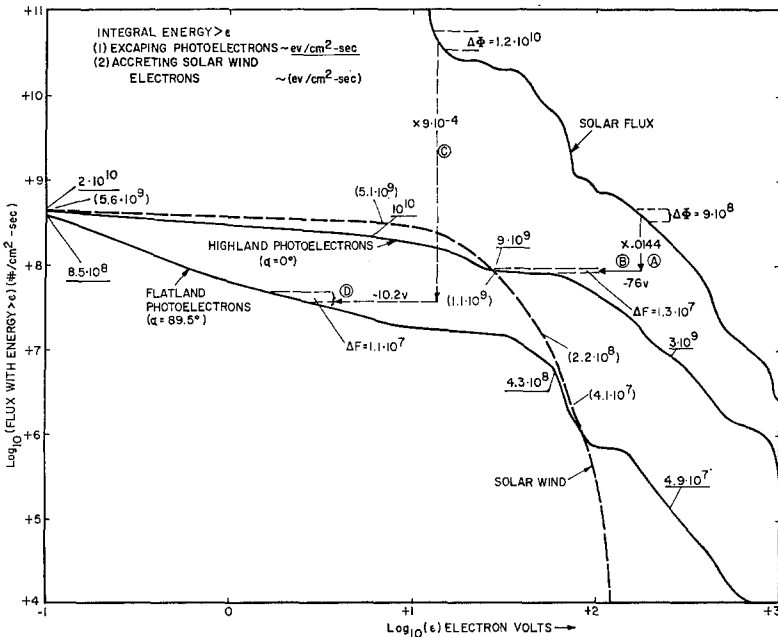 INTEGRAL ENERGY > ε
(1) EXCAPING PHOTOELECTRONS ~ ev/cm²-sec
(2) ACCRETING SOLAR WIND
ELECTRONS ~(ev/cm²-sec)
ΔΦ=1.2·10¹⁰
×9·10⁻⁴
Ⓒ
SOLAR FLUX
2·10¹⁰
(5.6·10⁹)
(5.1·10⁹)
10¹⁰
9·10⁹
ΔΦ=9·10⁸
×.0144
Ⓑ Ⓐ
-76v
HIGHLAND PHOTOELECTRONS
(α=0°)
(1.1·10⁹)
ΔF=1.3·10⁷
8.5·10⁸
FLATLAND
PHOTOELECTRONS
(α=89.5°)
Ⓓ
-10.2v
ΔF=1.1·10⁷
(2.2·10⁸)
3·10⁹
4.3·10⁸
(4.1·10⁷)
SOLAR WIND
4.9·10⁷
Log₁₀(FLUX WITH ENERGY > ε) (#/cm²-sec)
+11
+10
+9
+8
+7
+6
+5
+4
-1 0 +1 +2 +3
Log₁₀(ε) ELECTRON VOLTS →